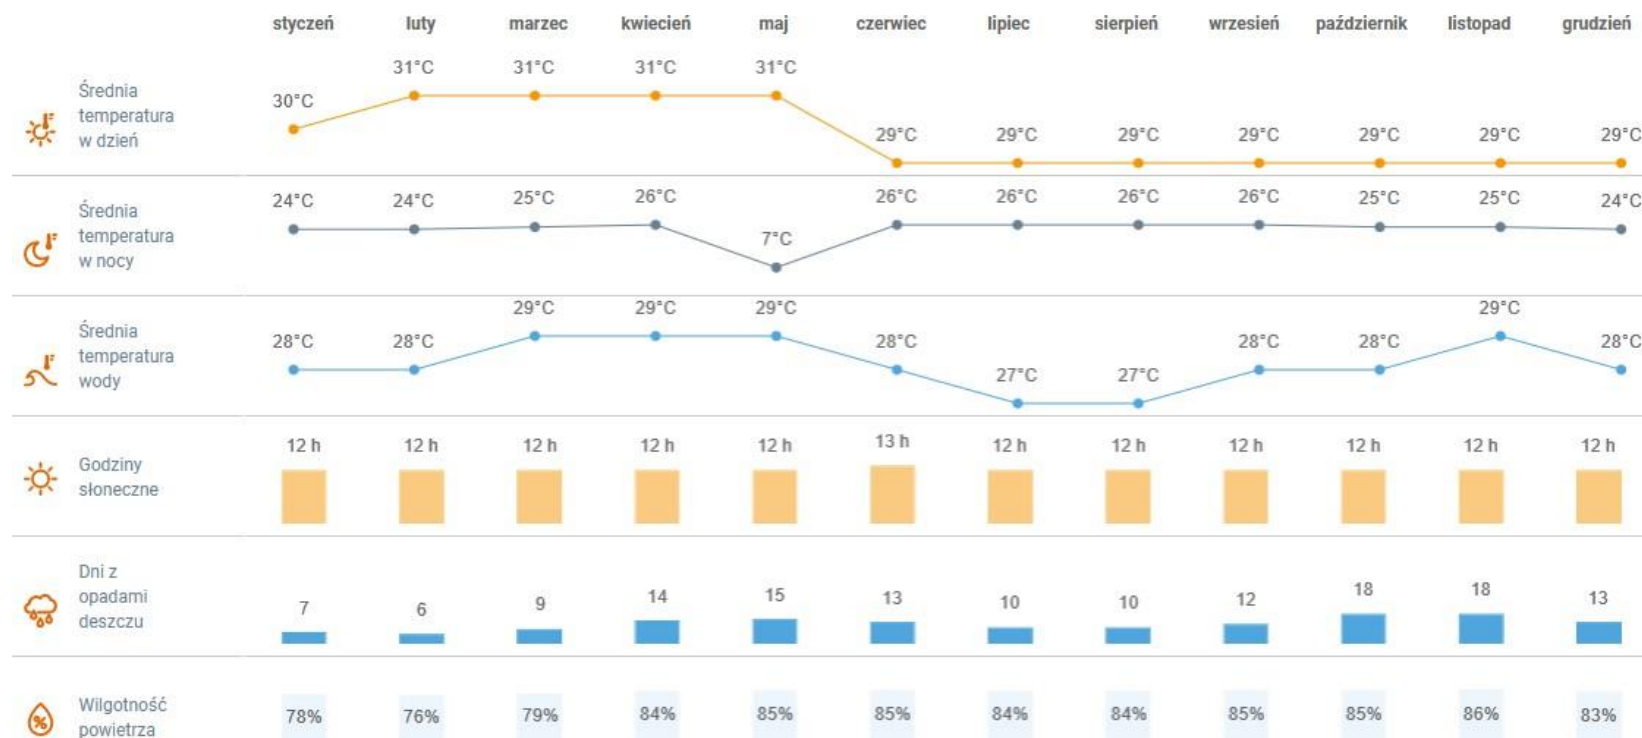 styczeń luty marzec kwiecień maj czerwiec lipiec sierpień wrzesień październik listopad grudzień
31°C 31°C 31°C 31°C
Średnia
temperatura
w dzień
30°C
29°C 29°C 29°C 29°C 29°C 29°C 29°C
Średnia
temperatura
w nocy
24°C 24°C 25°C 26°C 7°C 26°C 26°C 26°C 26°C 25°C 25°C 24°C
Średnia
temperatura
wody
28°C 28°C 29°C 29°C 29°C 28°C 27°C 27°C 28°C 28°C 29°C 28°C
Godziny
słoneczne
12 h 12 h 12 h 12 h 12 h 13 h 12 h 12 h 12 h 12 h 12 h 12 h
Dni z
opadami
deszczu
7 6 9 14 15 13 10 10 12 18 18 13
Wilgotność
powietrza
% 78% 76% 79% 84% 85% 85% 84% 84% 85% 85% 86% 83%